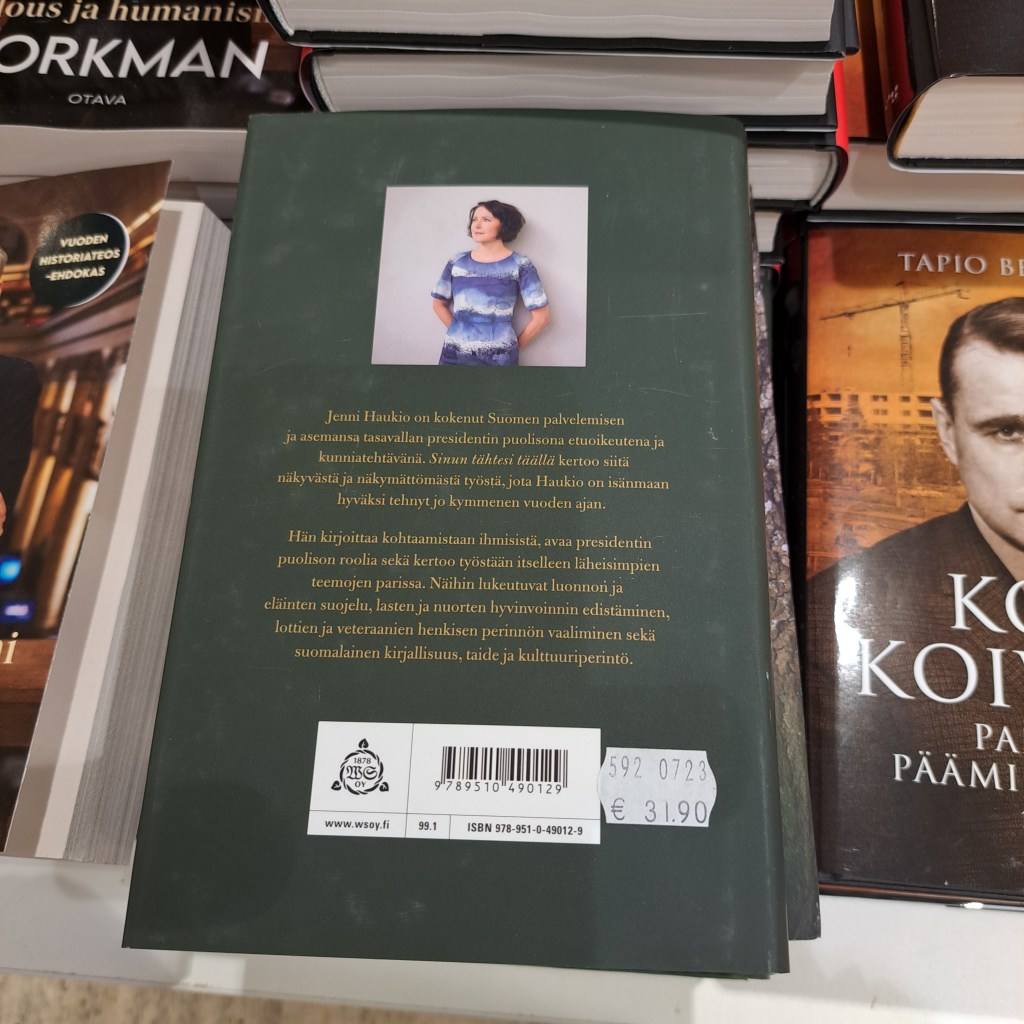 lous ja humanis
ORKMAN
OTAVA
VUODEN
HISTORIATEOS
-EHDOKAS
Jenni Haukio on kokenut Suomen palvelemisen
ja asemansa tasavallan presidentin puolisona etuoikeutena ja
kunniatehtävänä. Sinun tähtesi täällä kertoo siitä
näkyvästä ja näkymättömästä työstä, jota Haukio on isänmaan
hyväksi tehnyt jo kymmenen vuoden ajan.
Hän kirjoittaa kohtaamistaan ihmisistä, avaa presidentin
puolison roolia sekä kertoo työstään itselleen läheisimpien
teemojen parissa. Näihin lukeutuvat luonnon ja
eläinten suojelu, lasten ja nuorten hyvinvoinnin edistäminen,
lottien ja veteraanien henkisen perinnön vaaliminen sekä
suomalainen kirjallisuus, taide ja kulttuuriperintö.
1878
WS
OY
9 789510 490129
www.wsoy.fi
99.1
ISBN 978-951-0-49012-9
592 0723
€ 31.90
TAPIO BE
KO
KOIV
PA
PÄÄMI